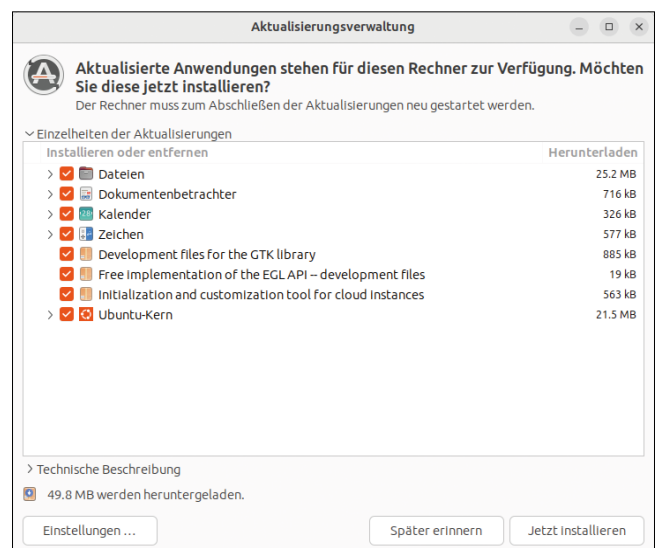 Aktualisierungsverwaltung
Aktualisierte Anwendungen stehen für diesen Rechner zur Verfügung. Möchten
Sie diese jetzt installieren?
Der Rechner muss zum Abschließen der Aktualisierungen neu gestartet werden.
Einzelheiten der Aktualisierungen
Installieren oder entfernen Herunterladen
Dateien 25.2 MB
Dokumentenbetrachter 716 kB
Kalender 326 kB
Zeichen 577 kB
Development files for the GTK library 885 kB
Free implementation of the EGL API -- development files 19 kB
Initialization and customization tool for cloud instances 563 kB
Ubuntu-Kern 21.5 MB
Technische Beschreibung
49.8 MB werden heruntergeladen.
Einstellungen … Später erinnern Jetzt installieren